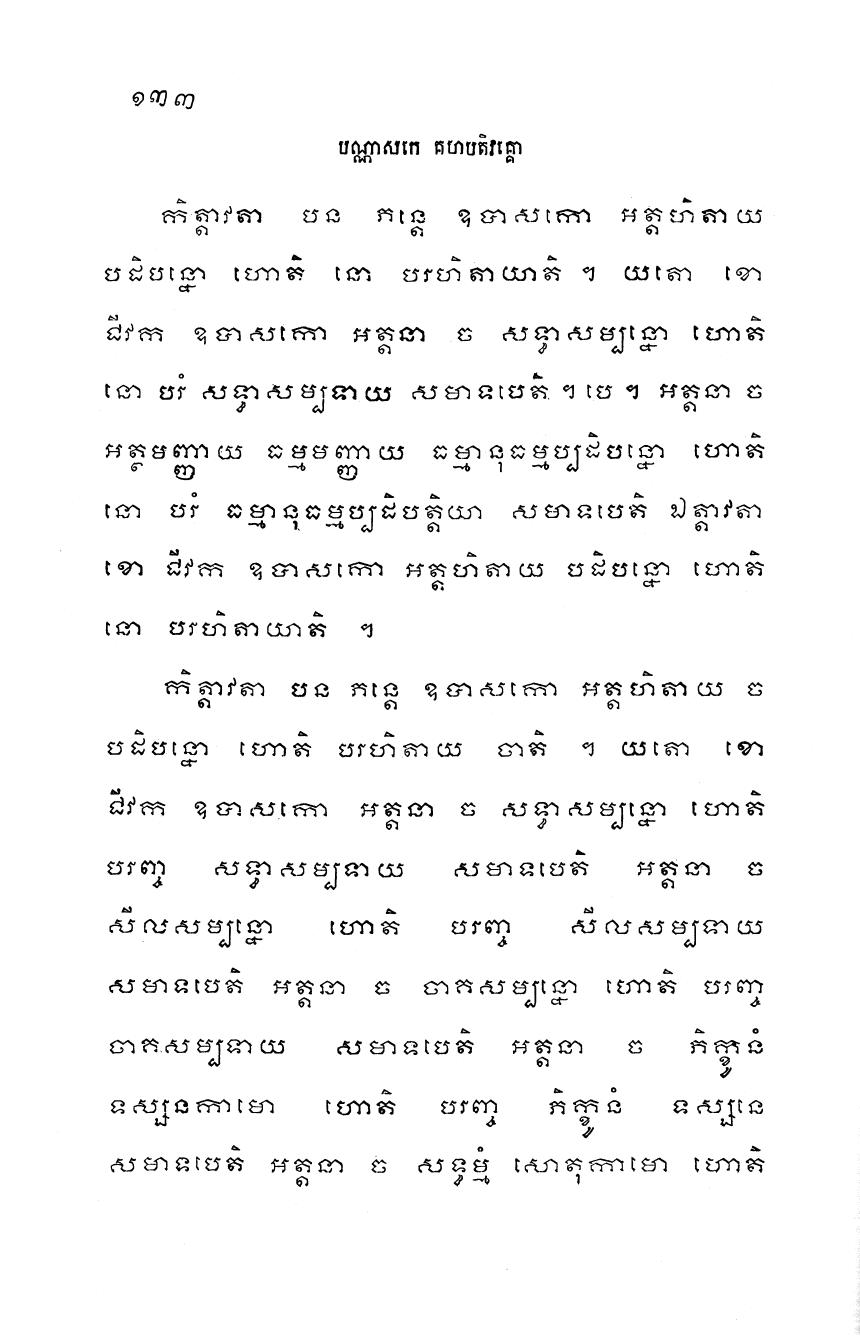 ១៣៣
បណ្ណាសកេ គហបតិវគ្គោ
កិត្តាវតា បន ភន្តេ ឧបាសកោ អត្តហិតាយ
បដិបន្នោ ហោតិ នោ បរហិតាយាតិ ។ យតោ ខោ
ជីវក ឧបាសកោ អត្តនា ច សទ្ធាសម្បន្នោ ហោតិ
នោ បរំ សទ្ធាសម្បទាយ សមាទបេតិ ។ បេ ។ អត្តនា ច
អត្ថមញ្ញាយ ធម្មមញ្ញាយ ធម្មានុធម្មប្បដិបន្នោ ហោតិ
នោ បរំ ធម្មានុធម្មប្បដិបត្តិយា សមាទបេតិ ឯត្តាវតា
ខោ ជីវក ឧបាសកោ អត្តហិតាយ បដិបន្នោ ហោតិ
នោ បរហិតាយាតិ ។
កិត្តាវតា បន ភន្តេ ឧបាសកោ អត្តហិតាយ ច
បដិបន្នោ ហោតិ បរហិតាយ ចាតិ ។ យតោ ខោ
ជីវក ឧបាសកោ អត្តនា ច សទ្ធាសម្បន្នោ ហោតិ
បរញ្ច សទ្ធាសម្បទាយ សមាទបេតិ អត្តនា ច
សីលសម្បន្នោ ហោតិ បរញ្ច សីលសម្បទាយ
សមាទបេតិ អត្តនា ច ចាគសម្បន្នោ ហោតិ បរញ្ច
ចាគសម្បទាយ សមាទបេតិ អត្តនា ច ភិក្ខូនំ
ទស្សនកាមោ ហោតិ បរញ្ច ភិក្ខូនំ ទស្សនេ
សមាទបេតិ អត្តនា ច សទ្ធម្មំ សោតុកាមោ ហោតិ